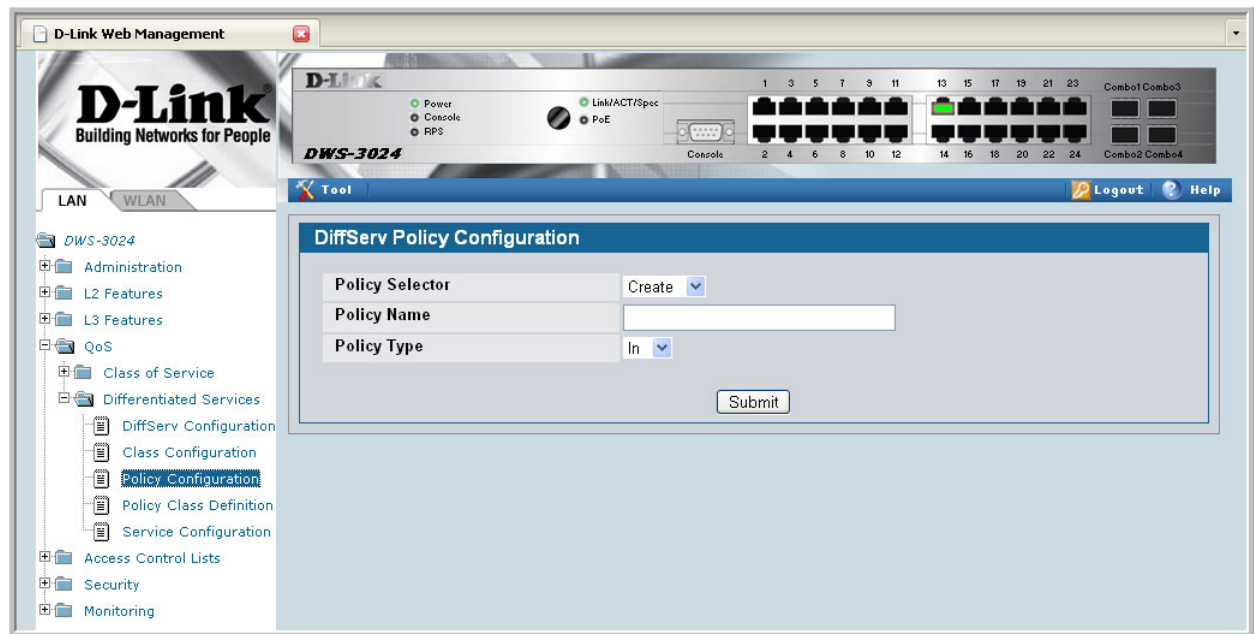 D-Link Web Management
D-Link
Building Networks for People
LAN
WLAN
DWS-3024
Administration
L2 Features
L3 Features
QoS
Class of Service
Differentiated Services
DiffServ Configuration
Class Configuration
Policy Configuration
Policy Class Definition
Service Configuration
Access Control Lists
Security
Monitoring
D-Link
Power
Console
RPS
Link/ACT/Spec
PoE
DWS-3024
Console
1 3 5 7 9 11 13 15 17 19 21 23
Combo1 Combo3
2 4 6 8 10 12 14 16 18 20 22 24
Combo2 Combo4
Tool
Logout
Help
DiffServ Policy Configuration
Policy Selector
Create
Policy Name
Policy Type
In
Submit